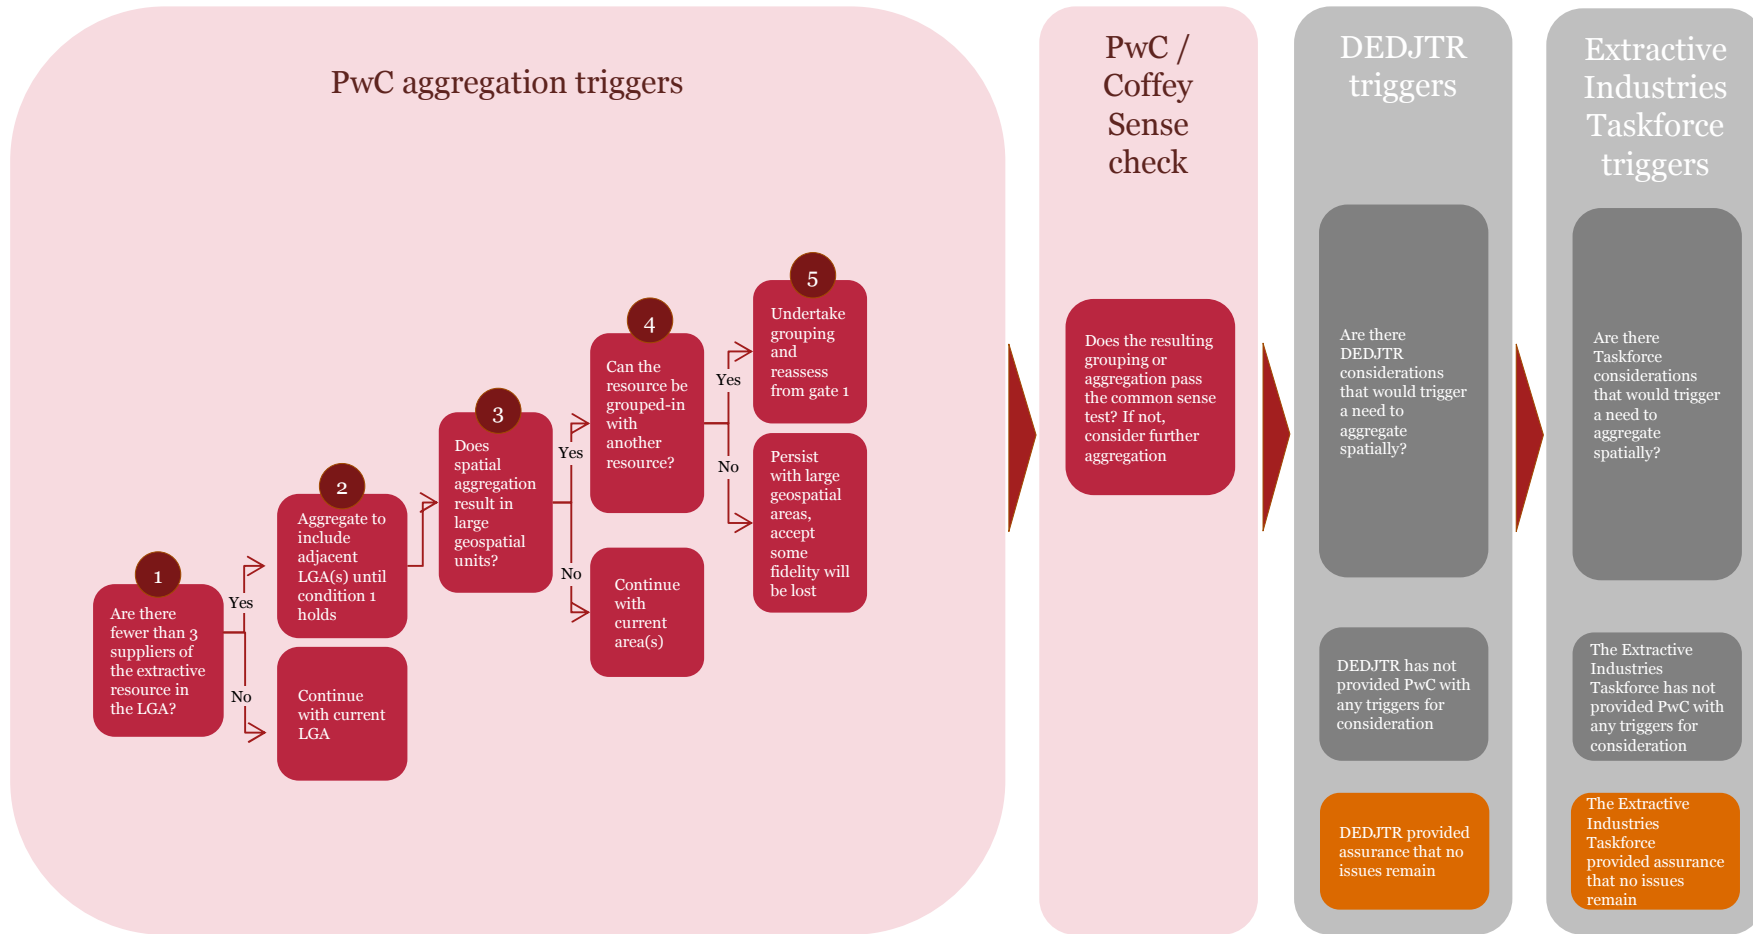 PwC aggregation triggers
1
Are there
fewer than 3
suppliers of
the extractive
resource in
the LGA?
Yes
No
2
Aggregate to
include
adjacent
LGA(s) until
condition 1
holds
Continue
with current
LGA
3
Does
spatial
aggregation
result in
large
geospatial
units?
Yes
No
4
Can the
resource be
grouped-in
with
another
resource?
Continue
with
current
area(s)
Yes
No
5
Undertake
grouping
and
reassess
from gate 1
Persist
with large
geospatial
areas,
accept
some
fidelity will
be lost
PwC /
Coffey
Sense
check
Does the resulting
grouping or
aggregation pass
the common sense
test? If not,
consider further
aggregation
DEDJTR
triggers
Are there
DEDJTR
considerations
that would trigger
a need to
aggregate
spatially?
DEDJTR has not
provided PwC with
any triggers for
consideration
DEDJTR provided
assurance that no
issues remain
Extractive
Industries
Taskforce
triggers
Are there
Taskforce
considerations
that would trigger
a need to
aggregate
spatially?
The Extractive
Industries
Taskforce has not
provided PwC with
any triggers for
consideration
The Extractive
Industries
Taskforce
provided assurance
that no issues
remain